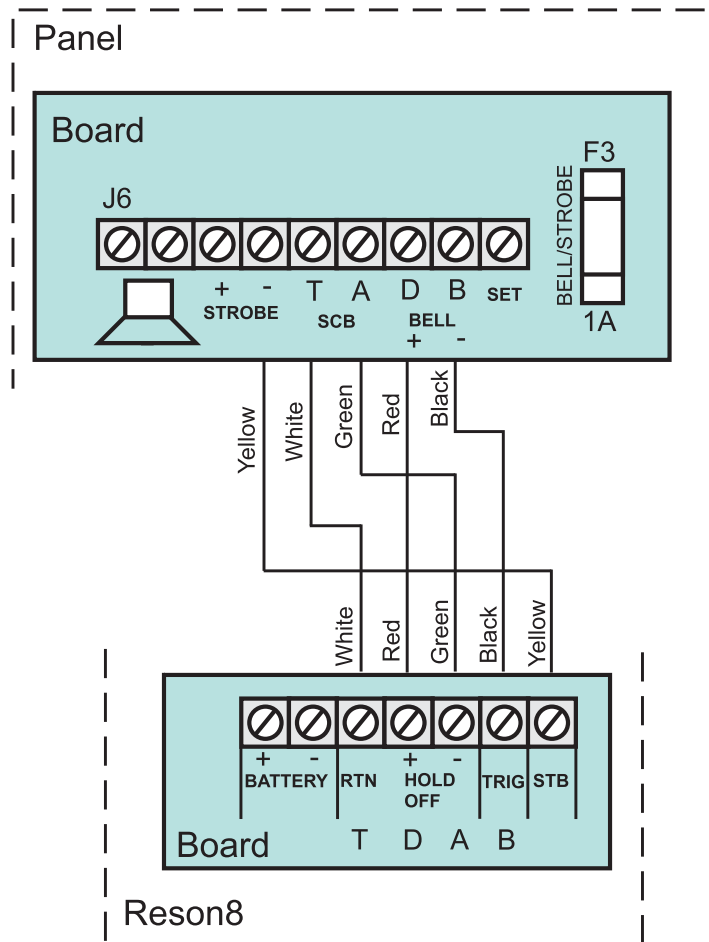 Panel
Board
F3
J6
BELL/STROBE
+ - T A D B SET
STROBE SCB BELL
+ -
1A
Yellow White Green Red Black
White Red Green Black Yellow
+ - + -
BATTERY RTN HOLD OFF TRIG STB
T D A B
Board
Reson8